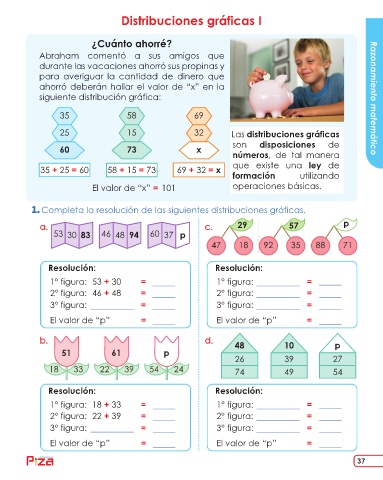 Distribuciones gráficas I
¿Cuánto ahorré?
Abraham comentó a sus amigos que
durante las vacaciones ahorró sus propinas y
para averiguar la cantidad de dinero que
ahorró deberán hallar el valor de “x” en la
siguiente distribución gráfica:
35 58 69
25 15 32
60 73 x
35 + 25 = 60 58 + 15 = 73 69 + 32 = x
El valor de “x” = 101
Las distribuciones gráficas
son disposiciones de
números, de tal manera
que existe una ley de
formación utilizando
operaciones básicas.
Razonamiento matemático
1. Completa la resolución de las siguientes distribuciones gráficas.
a.
53 30 83 46 48 94 60 37 p
Resolución:
1° figura: 53 + 30 = _____
2° figura: 46 + 48 = _____
3° figura: _________ = _____
El valor de “p” = _____
c.
29 57 p
47 18 92 35 88 71
Resolución:
1° figura: _________ = _____
2° figura: _________ = _____
3° figura: _________ = _____
El valor de “p” = _____
b.
51 61 p
18 33 22 39 54 24
Resolución:
1° figura: 18 + 33 = _____
2° figura: 22 + 39 = _____
3° figura: _________ = _____
El valor de “p” = _____
d.
48 10 p
26 39 27
74 49 54
Resolución:
1° figura: _________ = _____
2° figura: _________ = _____
3° figura: _________ = _____
El valor de “p” = _____
37